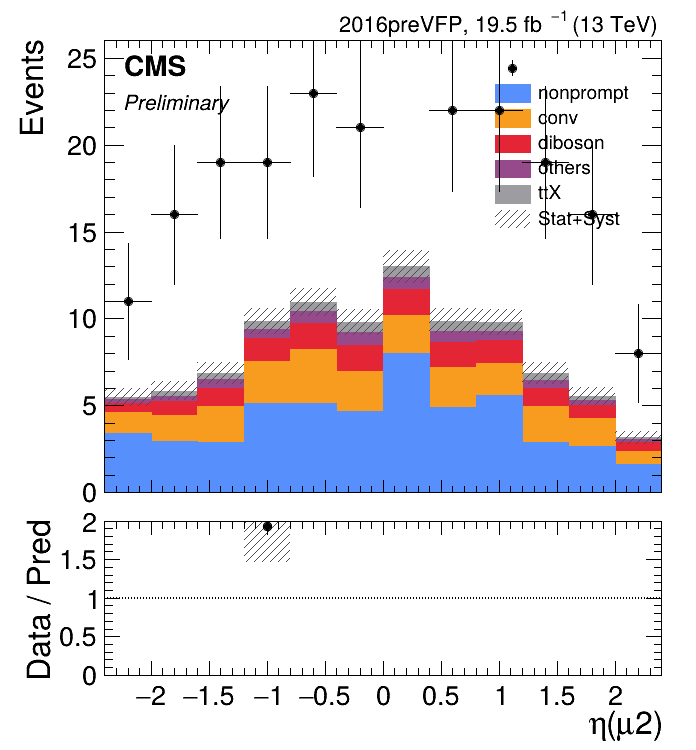 2016preVFP, 19.5 fb⁻¹ (13 TeV)
Events
CMS
Preliminary
nonprompt
conv
diboson
others
ttX
Stat+Syst
25
20
15
10
5
0
Data / Pred
2
1.5
1
0.5
0
−2 −1.5 −1 −0.5 0 0.5 1 1.5 2
η(μ2)